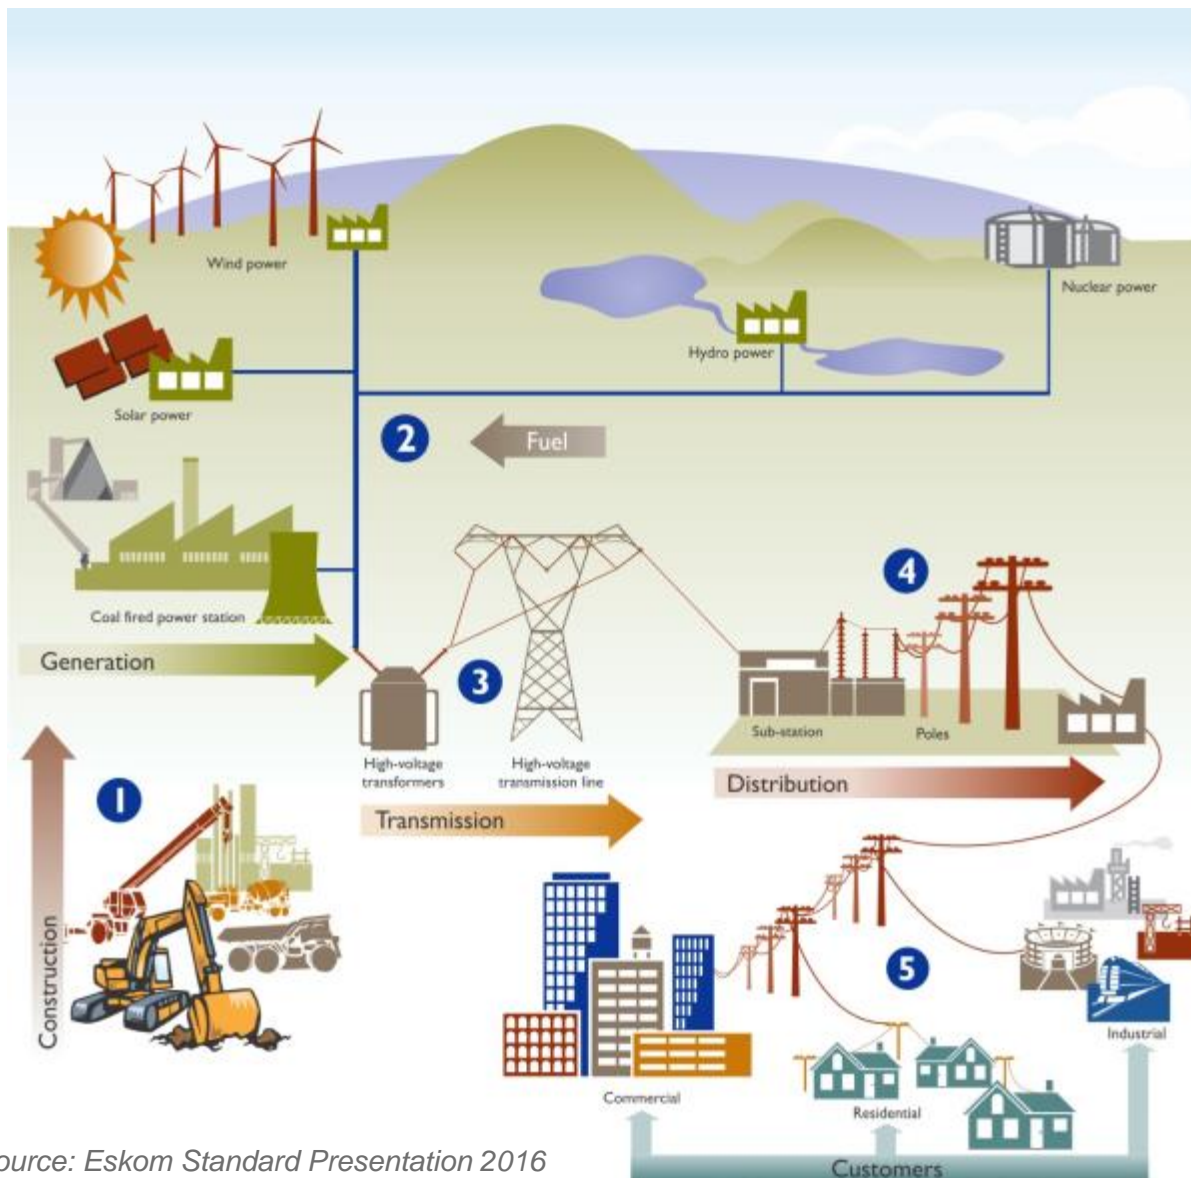 Wind power
Nuclear power
Hydro power
Solar power
2
Fuel
4
Coal fired power station
Generation
3
Sub-station
Poles
High-voltage
transformers
High-voltage
transmission line
Distribution
1
Transmission
Construction
5
Industrial
Commercial
Residential
Customers
ource: Eskom Standard Presentation 2016